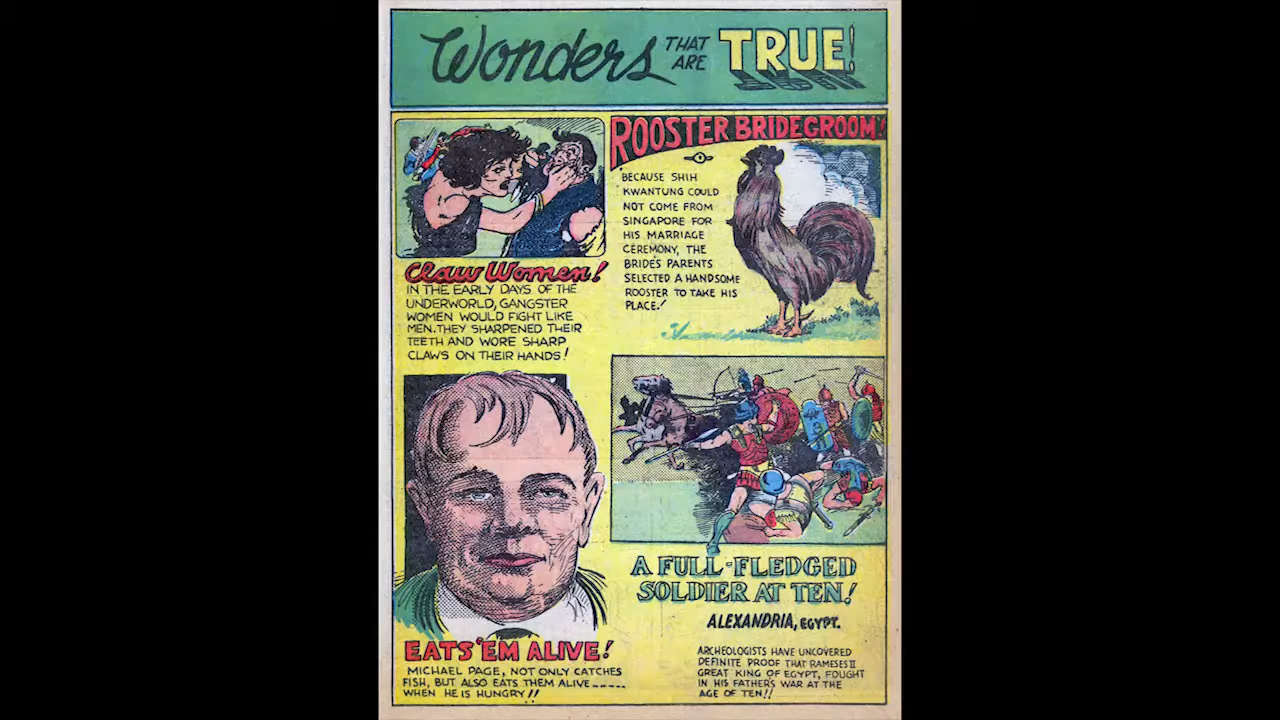 Wonders THAT ARE TRUE!
Claw Women!
IN THE EARLY DAYS OF THE
UNDERWORLD, GANGSTER
WOMEN WOULD FIGHT LIKE
MEN. THEY SHARPENED THEIR
TEETH AND WORE SHARP
CLAWS ON THEIR HANDS!
ROOSTER BRIDEGROOM!
BECAUSE SHIH
KWANTUNG COULD
NOT COME FROM
SINGAPORE FOR
HIS MARRIAGE
CEREMONY, THE
BRIDE'S PARENTS
SELECTED A HANDSOME
ROOSTER TO TAKE HIS
PLACE!
EATS 'EM ALIVE!
MICHAEL PAGE, NOT ONLY CATCHES
FISH, BUT ALSO EATS THEM ALIVE-----
WHEN HE IS HUNGRY!!
A FULL-FLEDGED
SOLDIER AT TEN!
ALEXANDRIA, EGYPT.
ARCHEOLOGISTS HAVE UNCOVERED
DEFINITE PROOF THAT RAMESES II
GREAT KING OF EGYPT, FOUGHT
IN HIS FATHER'S WAR AT THE
AGE OF TEN!!